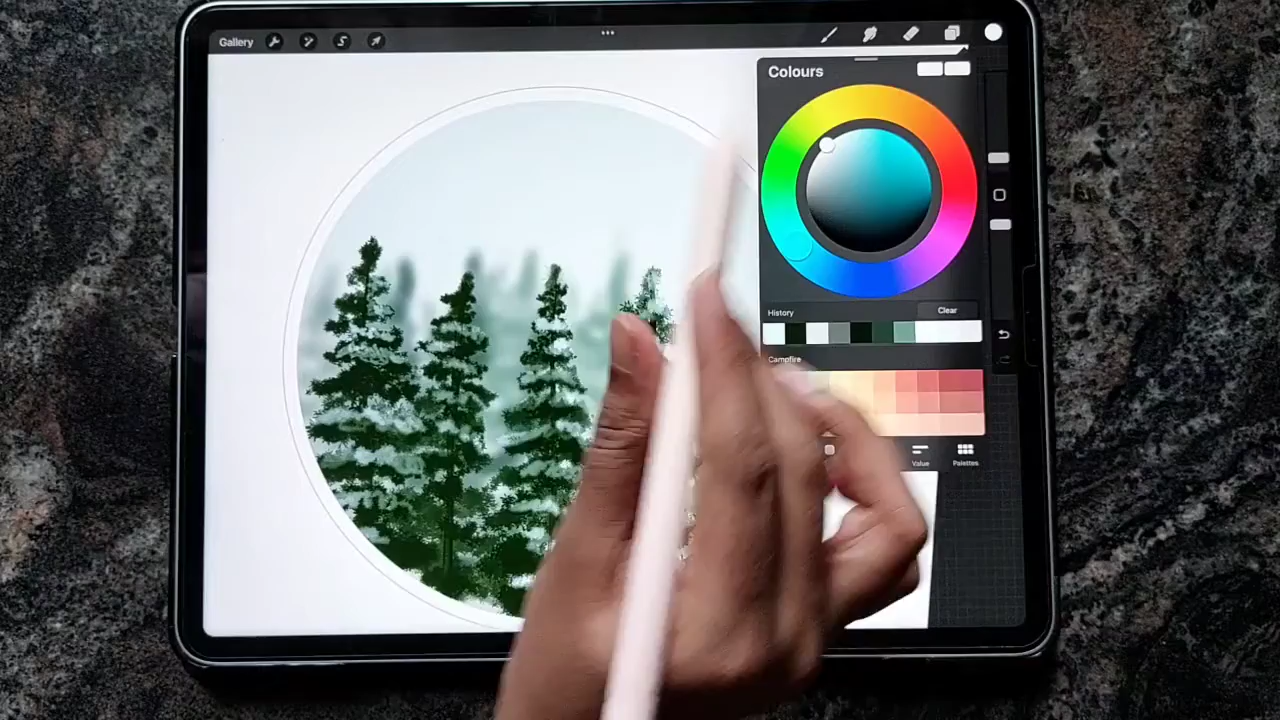 Gallery
Colours
History
Clear
Campfire
Value
Palettes